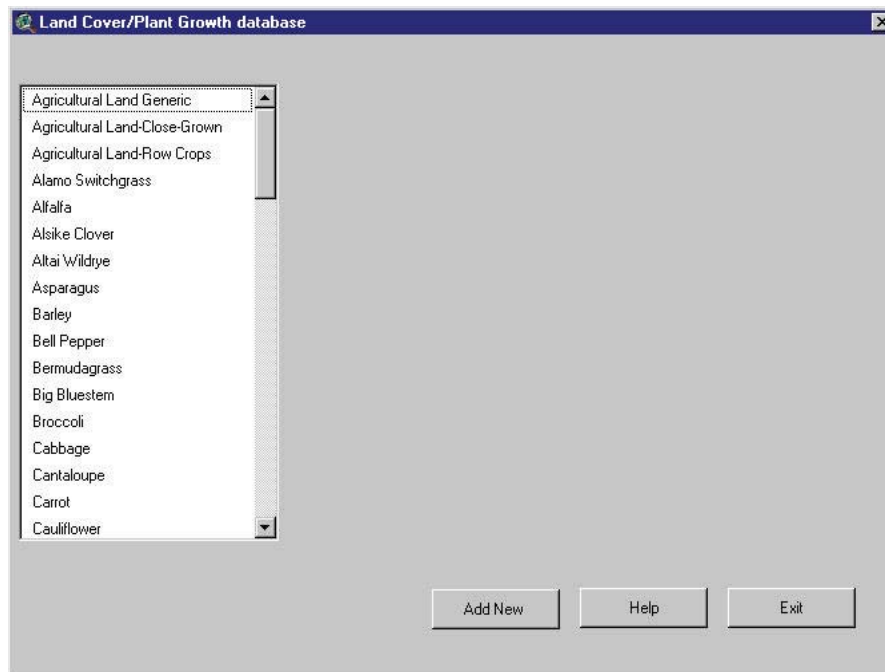 Land Cover/Plant Growth database
Agricultural Land Generic
Agricultural Land-Close-Grown
Agricultural Land-Row Crops
Alamo Switchgrass
Alfalfa
Alsike Clover
Altai Wildrye
Asparagus
Barley
Bell Pepper
Bermudagrass
Big Bluestem
Broccoli
Cabbage
Cantaloupe
Carrot
Cauliflower
Add New Help Exit